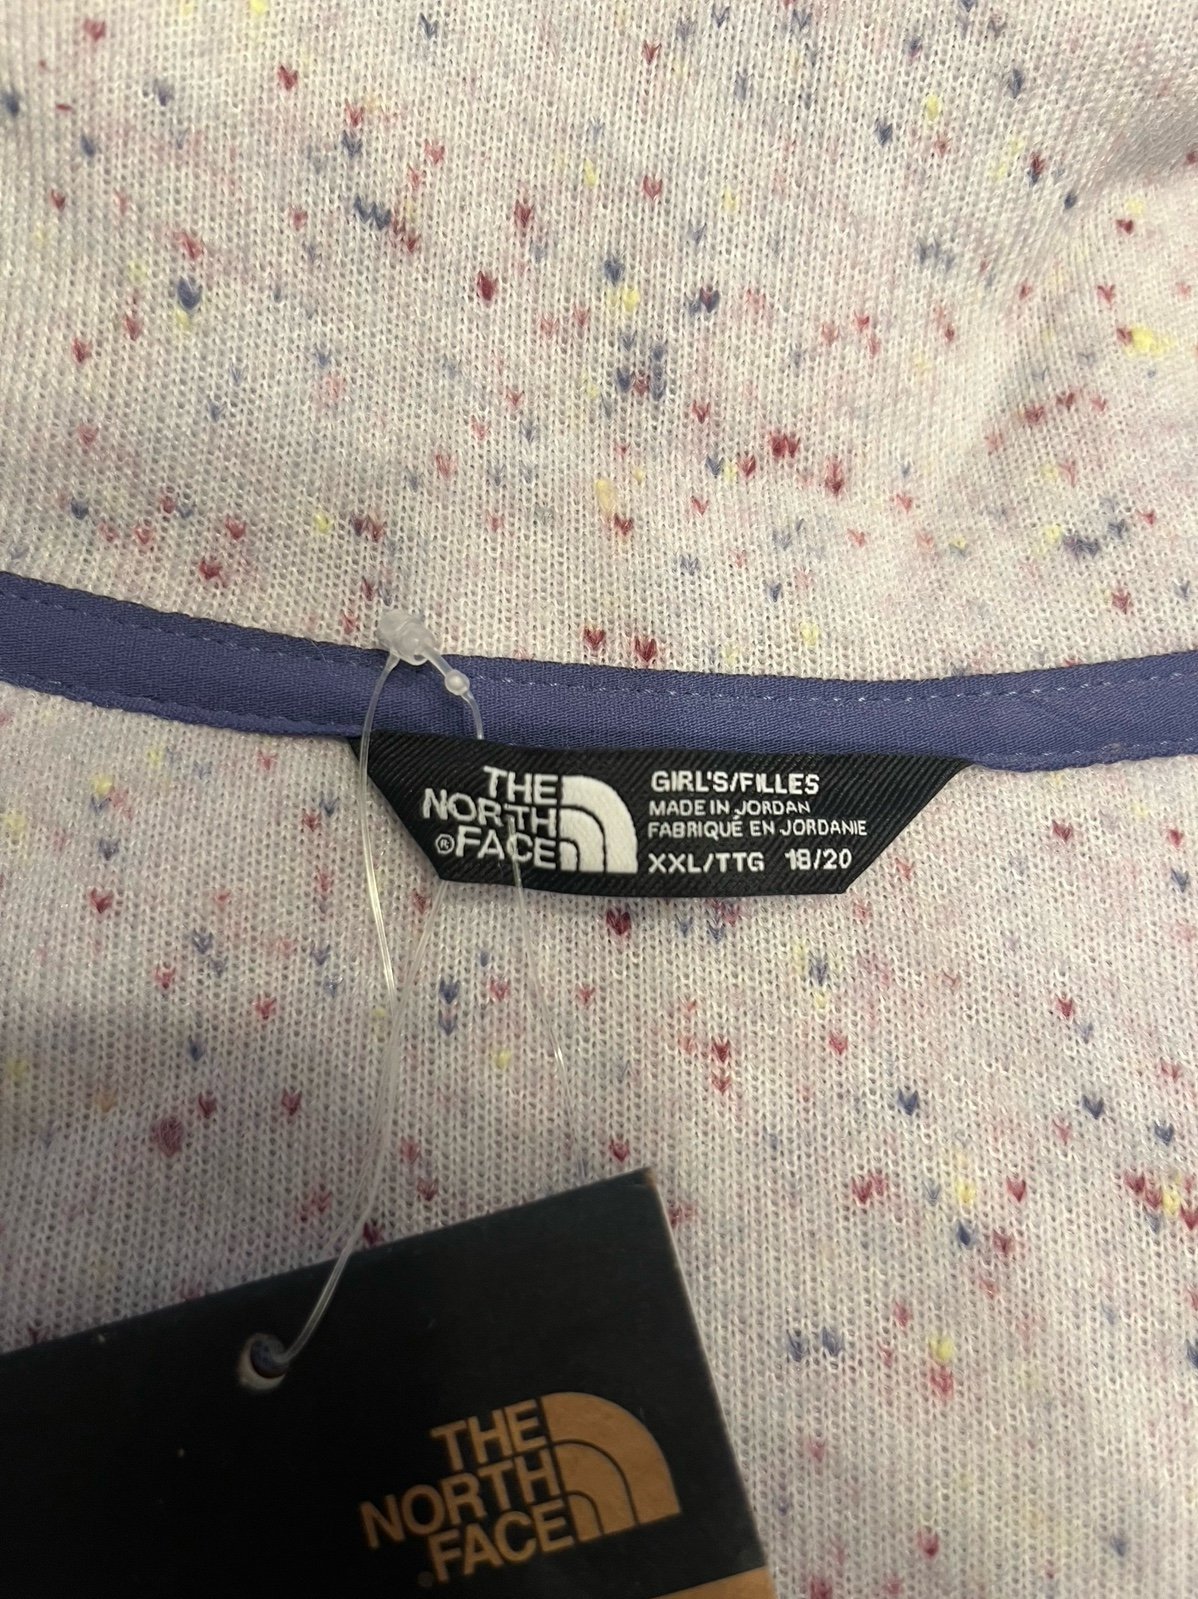 THE
NORTH
® FACE
GIRL'S/FILLES
MADE IN JORDAN
FABRIQUÉ EN JORDANIE
XXL/TTG 18/20
THE
NORTH
FACE